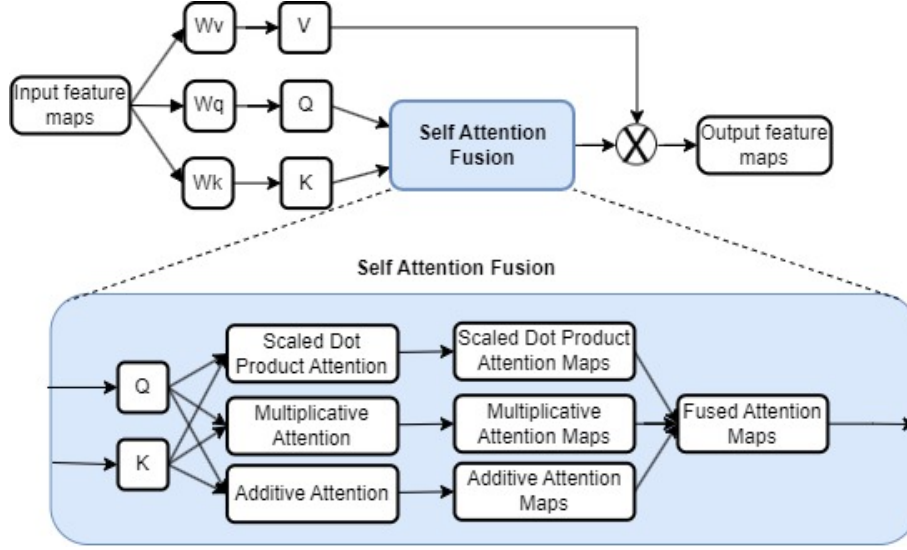 Wv
V
Input feature
maps
Wq
Q
Self Attention
Fusion
X
Output feature
maps
Wk
K
Self Attention Fusion
Scaled Dot
Product Attention
Scaled Dot Product
Attention Maps
Q
Multiplicative
Attention
Multiplicative
Attention Maps
Fused Attention
Maps
K
Additive Attention
Additive Attention
Maps